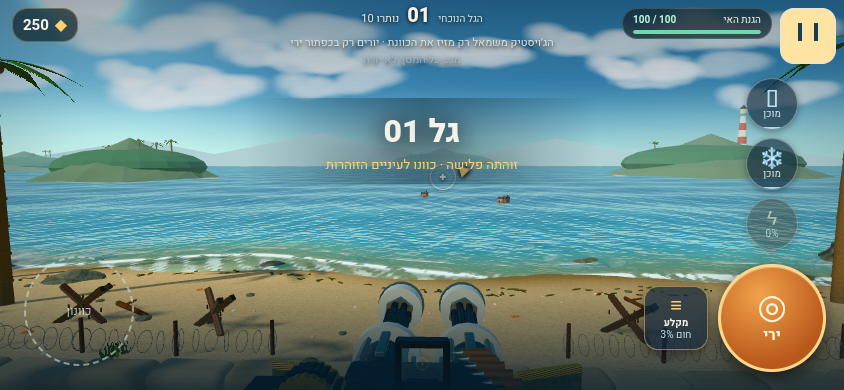 הגנת האי
100 / 100
הגל הנוכחי 01 נותרו 10
250
הג'ויסטיק משמאל רק מזיז את הכוונת · יורים רק בכפתור ירי
גל 01
זוהתה פלישה · כוונו לעיניים הזוהרות
מוכן
מוכן
0%
כוונון
מקלע
חום 3%
ירי